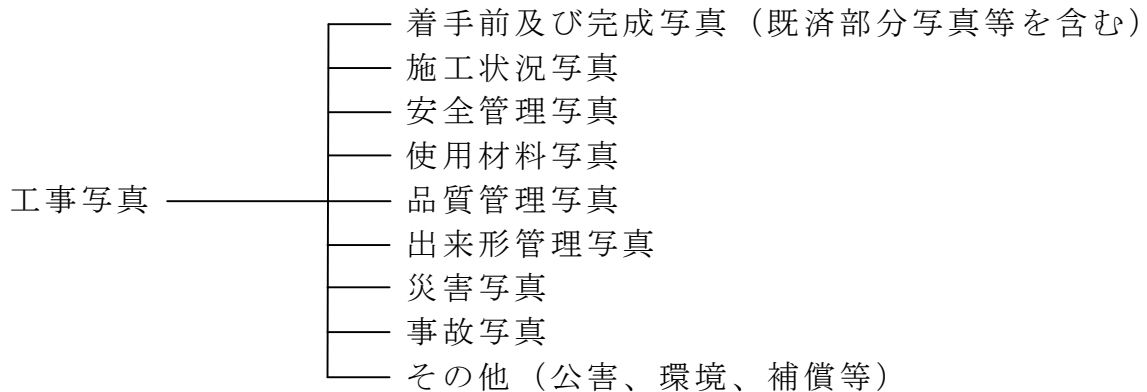 着手前及び完成写真（既済部分写真等を含む）
施工状況写真
安全管理写真
使用材料写真
工事写真
品質管理写真
出来形管理写真
災害写真
事故写真
その他（公害、環境、補償等）